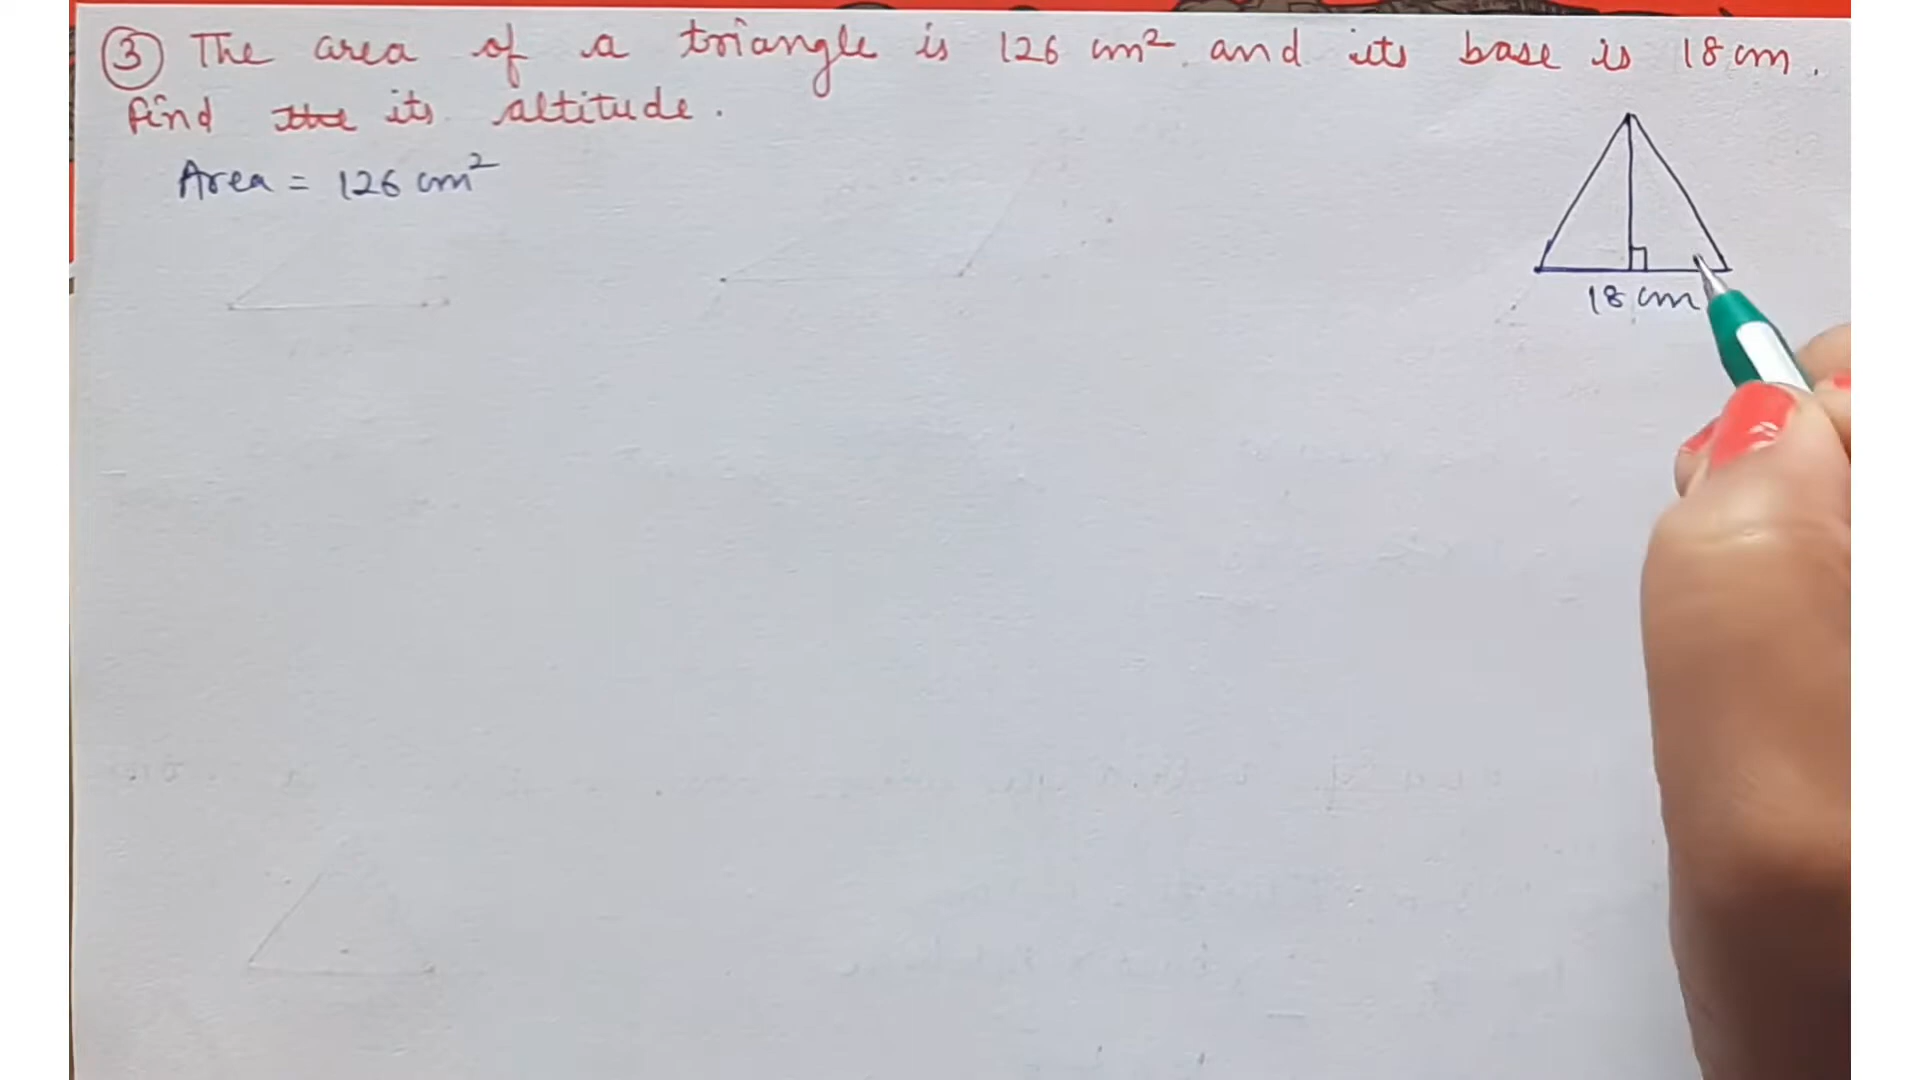 3 The area of a triangle is 126 cm² and its base is 18 cm.
Find the its altitude.
Area = 126 cm²
18 cm